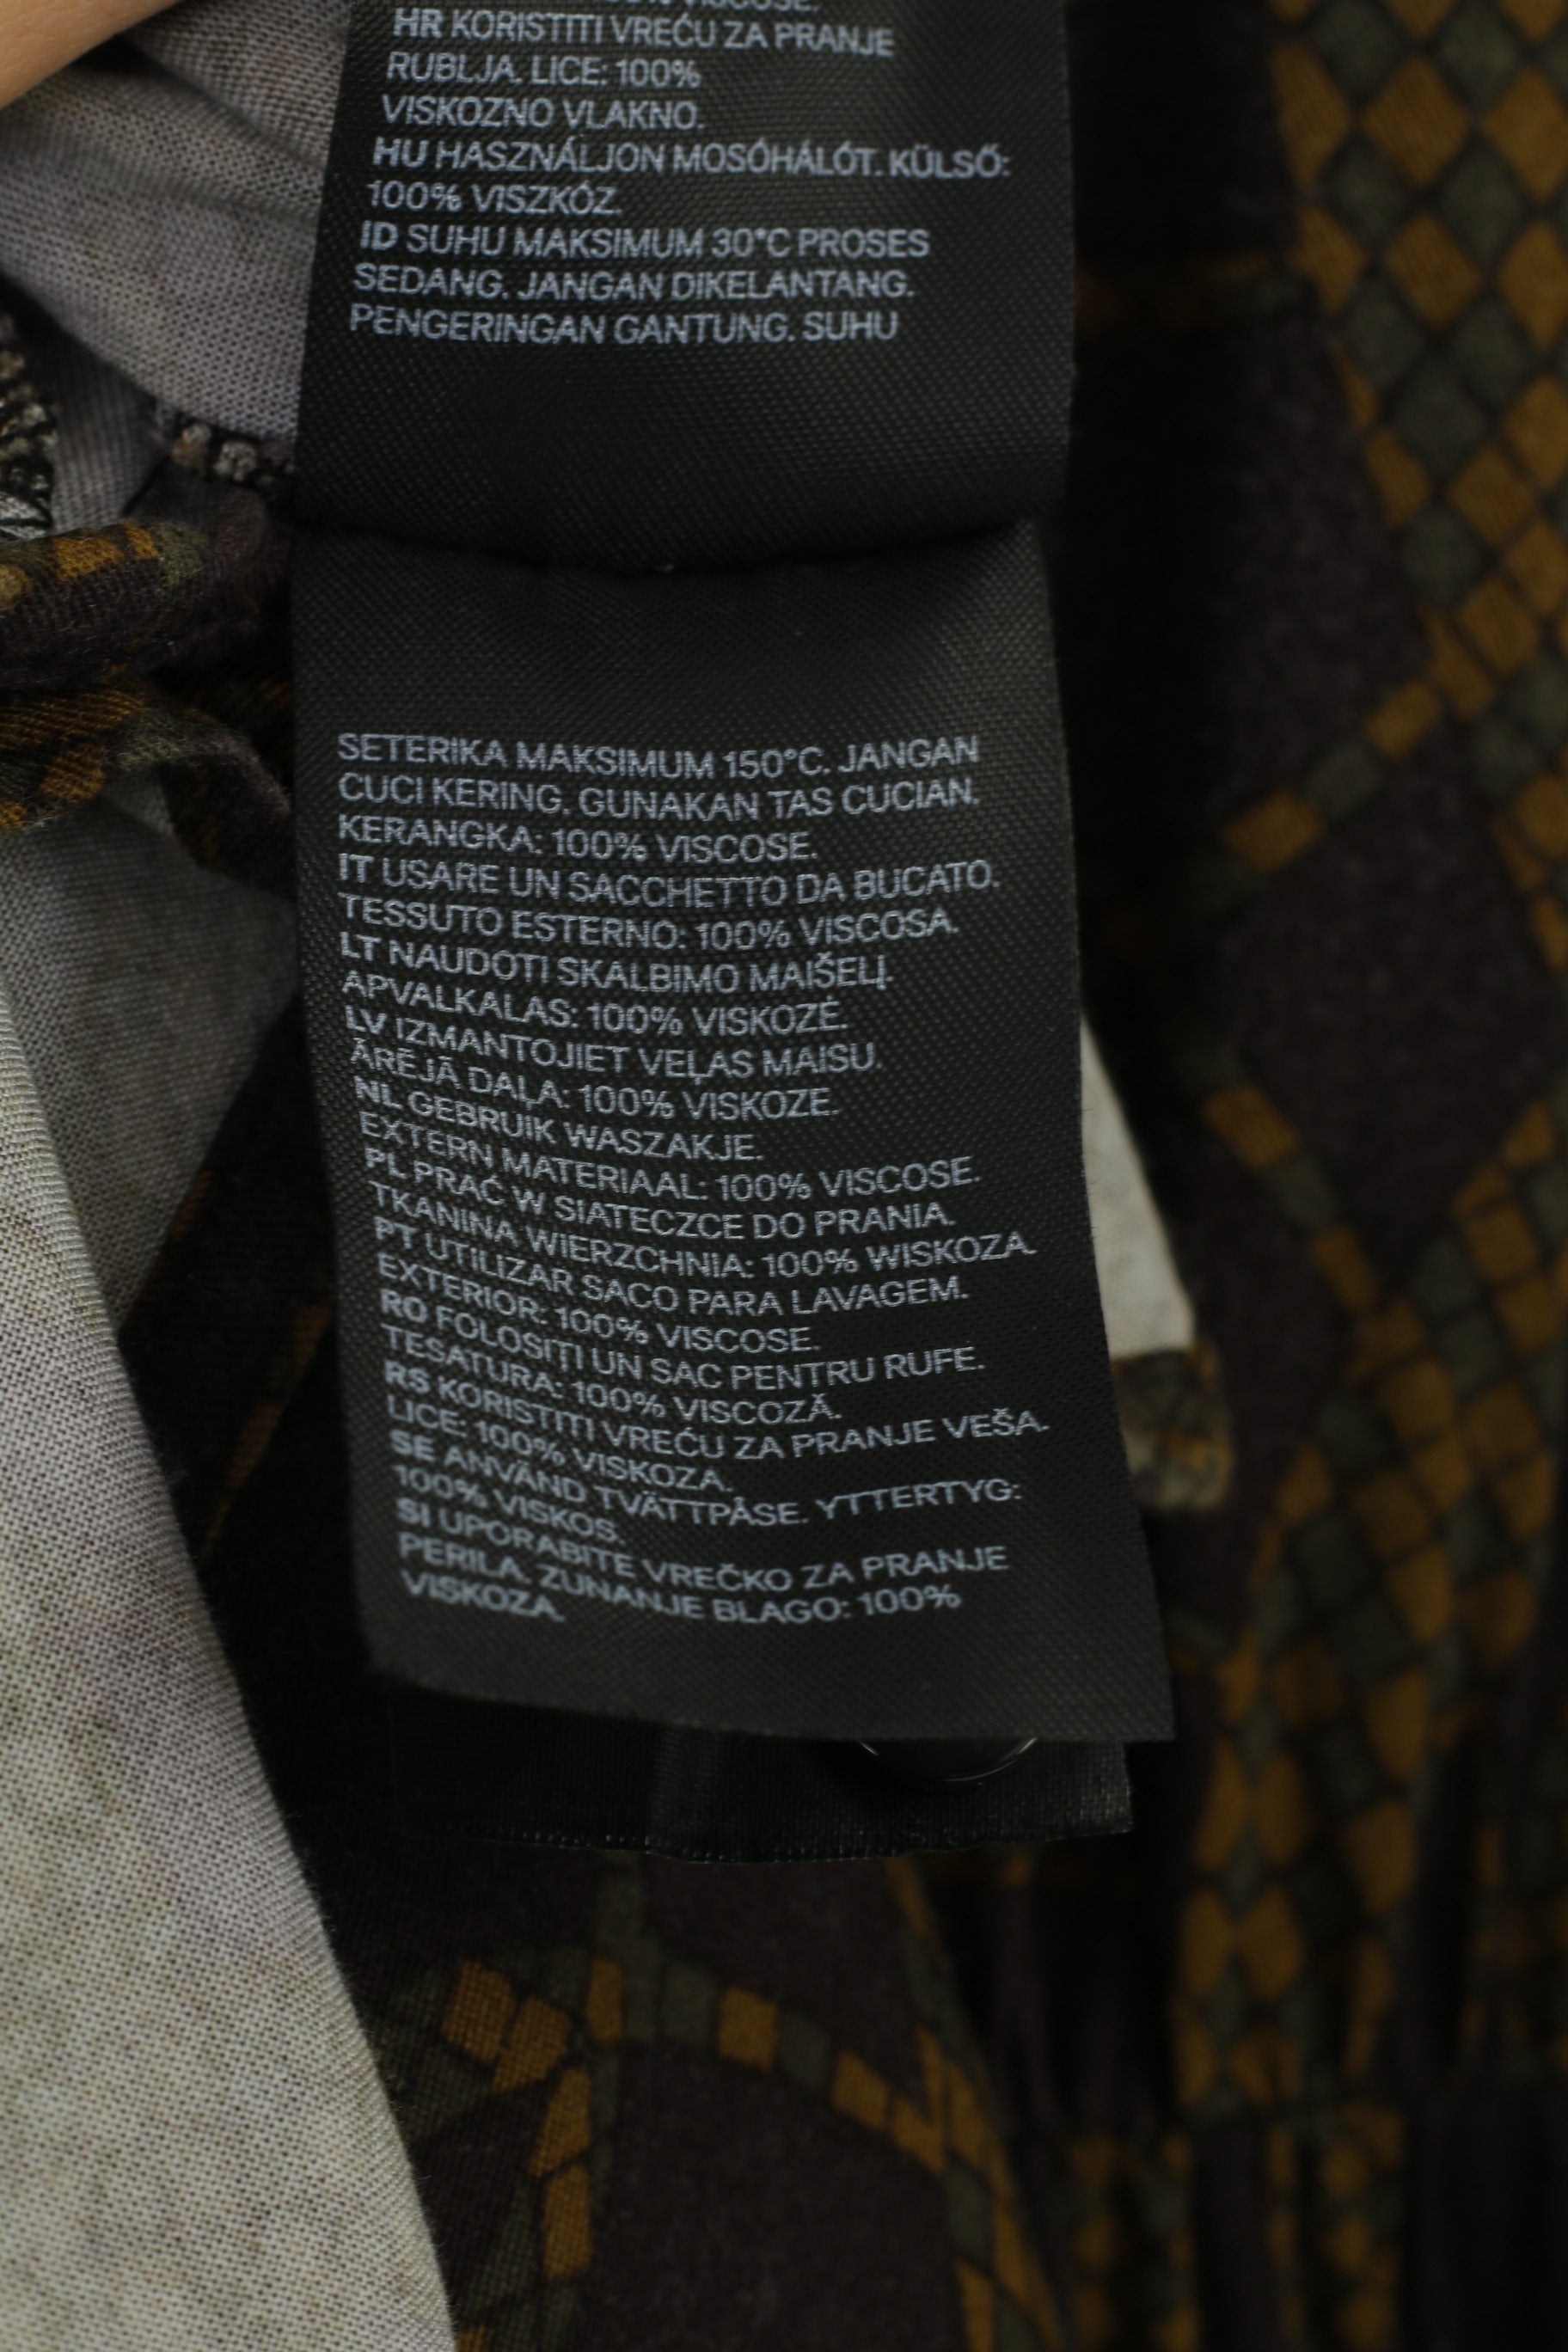 VISCOSE.
HR KORISTITI VREĆU ZA PRANJE
RUBLJA. LICE: 100%
VISKOZNO VLAKNO.
HU HASZNÁLJON MOSÓHÁLÓT. KÜLSŐ:
100% VISZKÓZ.
ID SUHU MAKSIMUM 30°C PROSES
SEDANG. JANGAN DIKELANTANG.
PENGERINGAN GANTUNG. SUHU
SETERIKA MAKSIMUM 150°C. JANGAN
CUCI KERING. GUNAKAN TAS CUCIAN.
KERANGKA: 100% VISCOSE.
IT USARE UN SACCHETTO DA BUCATO.
TESSUTO ESTERNO: 100% VISCOSA.
LT NAUDOTI SKALBIMO MAIŠELĮ.
APVALKALAS: 100% VISKOZĖ.
LV IZMANTOJIET VEĻAS MAISU.
ĀRĒJĀ DAĻA: 100% VISKOZE.
NL GEBRUIK WASZAKJE.
EXTERN MATERIAAL: 100% VISCOSE.
PL PRAĆ W SIATECZCE DO PRANIA.
TKANINA WIERZCHNIA: 100% WISKOZA.
PT UTILIZAR SACO PARA LAVAGEM.
EXTERIOR: 100% VISCOSE.
RO FOLOSIȚI UN SAC PENTRU RUFE.
TESATURA: 100% VISCOZĂ.
RS KORISTITI VREĆU ZA PRANJE VEŠA.
LICE: 100% VISKOZA.
SE ANVÄND TVÄTTPÅSE. YTTERTYG:
100% VISKOS.
SI UPORABITE VREČKO ZA PRANJE
PERILA. ZUNANJE BLAGO: 100%
VISKOZA.